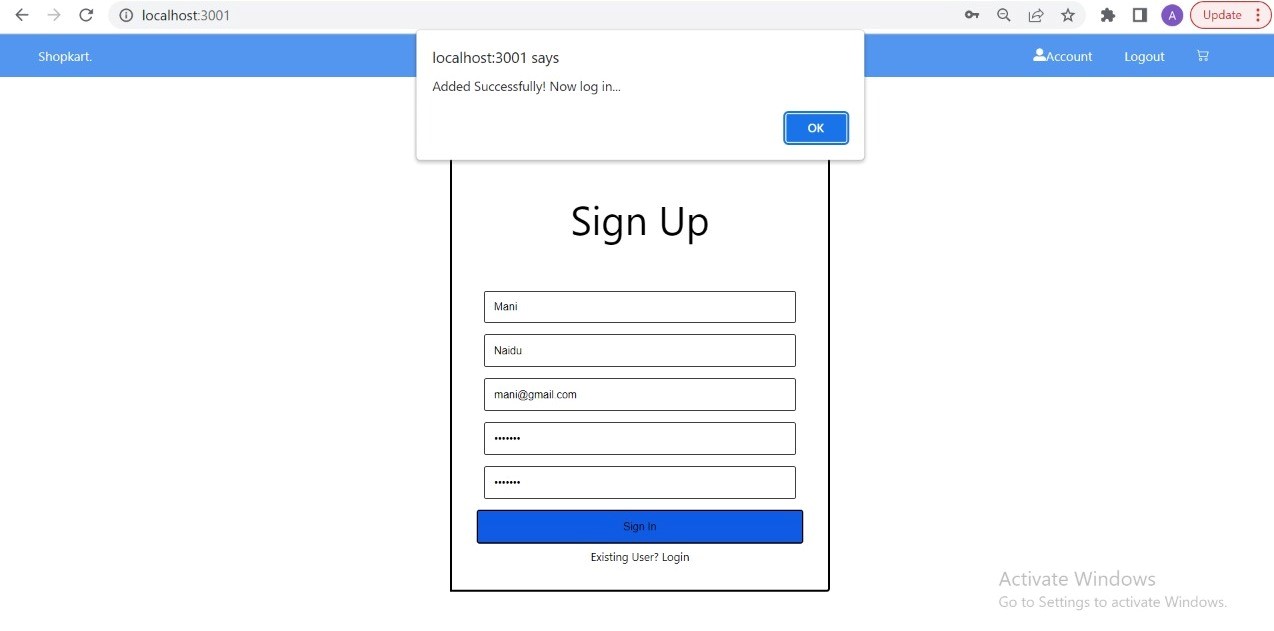 localhost:3001
A
Update
Shopkart.
Account
Logout
localhost:3001 says
Added Successfully! Now log in...
OK
Sign Up
Mani
Naidu
mani@gmail.com
•••••••
•••••••
Sign In
Existing User? Login
Activate Windows
Go to Settings to activate Windows.